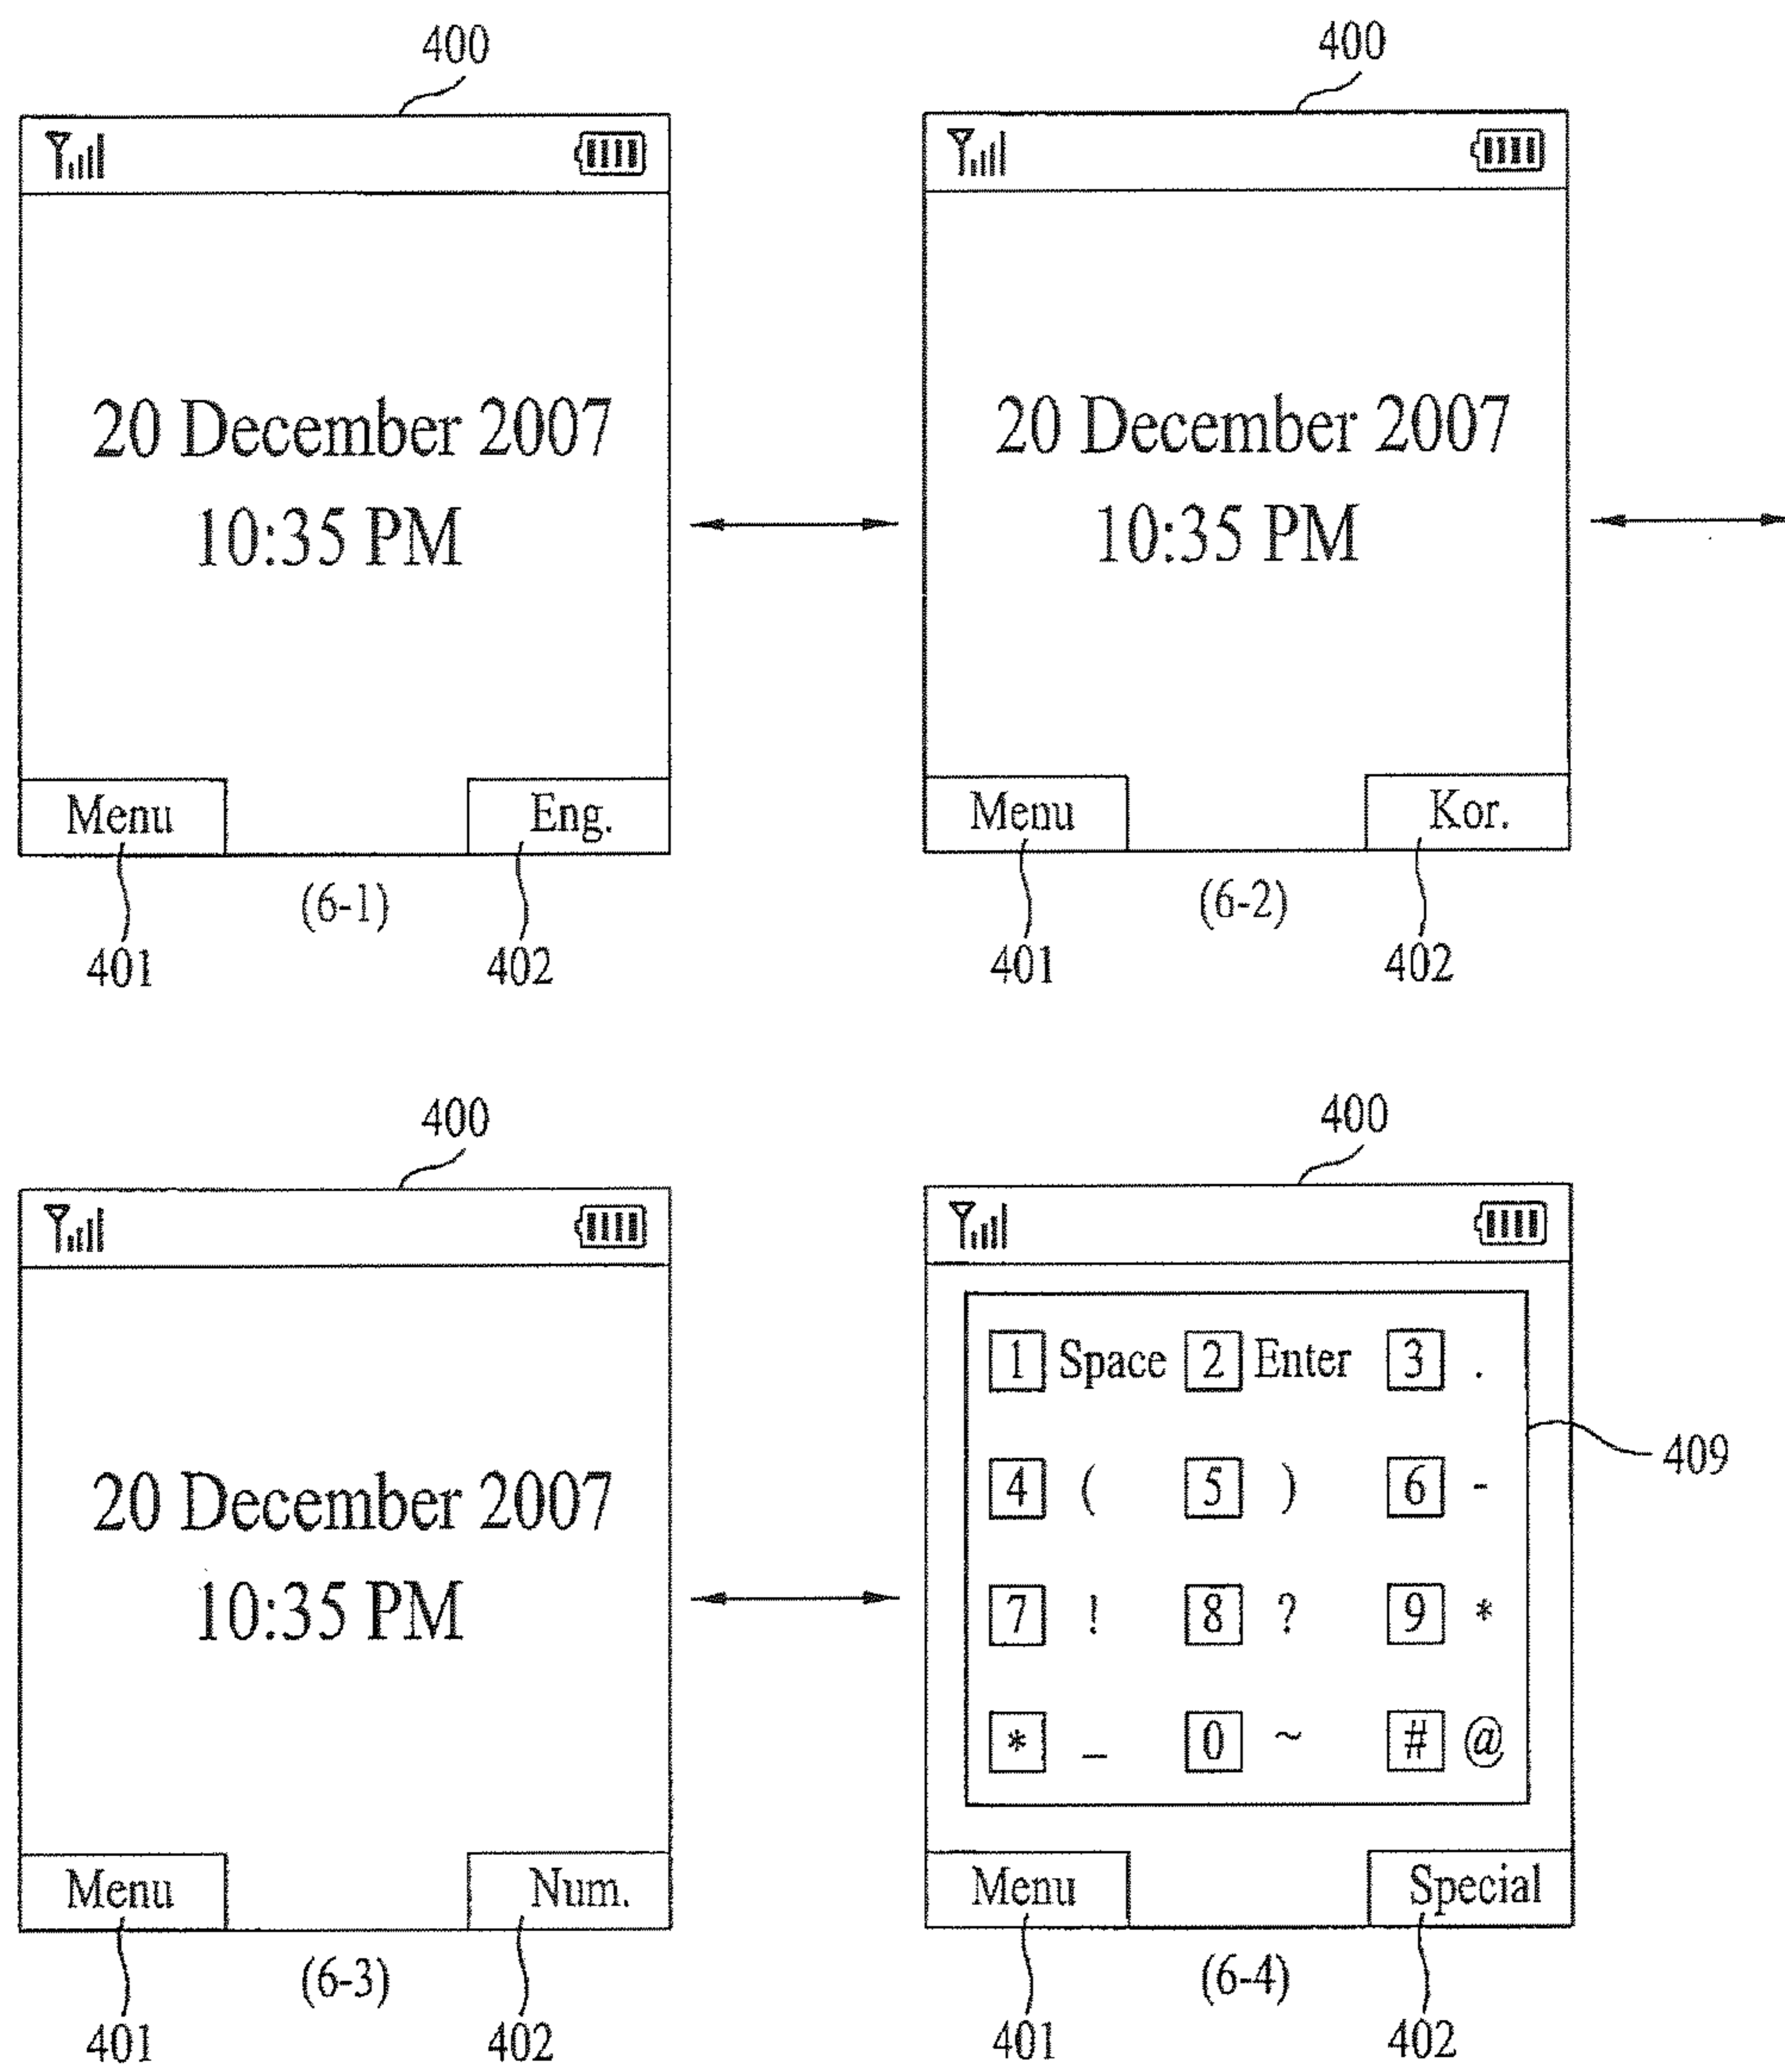 400
400
20 December 2007
10:35 PM
20 December 2007
10:35 PM
Menu
Eng.
Menu
Kor.
(6-1)
(6-2)
401
402
401
402
400
400
20 December 2007
10:35 PM
1 Space 2 Enter 3 .
4 ( 5 ) 6 -
7 ! 8 ? 9 *
* _ 0 ~ # @
409
Menu
Num.
Menu
Special
(6-3)
(6-4)
401
402
401
402